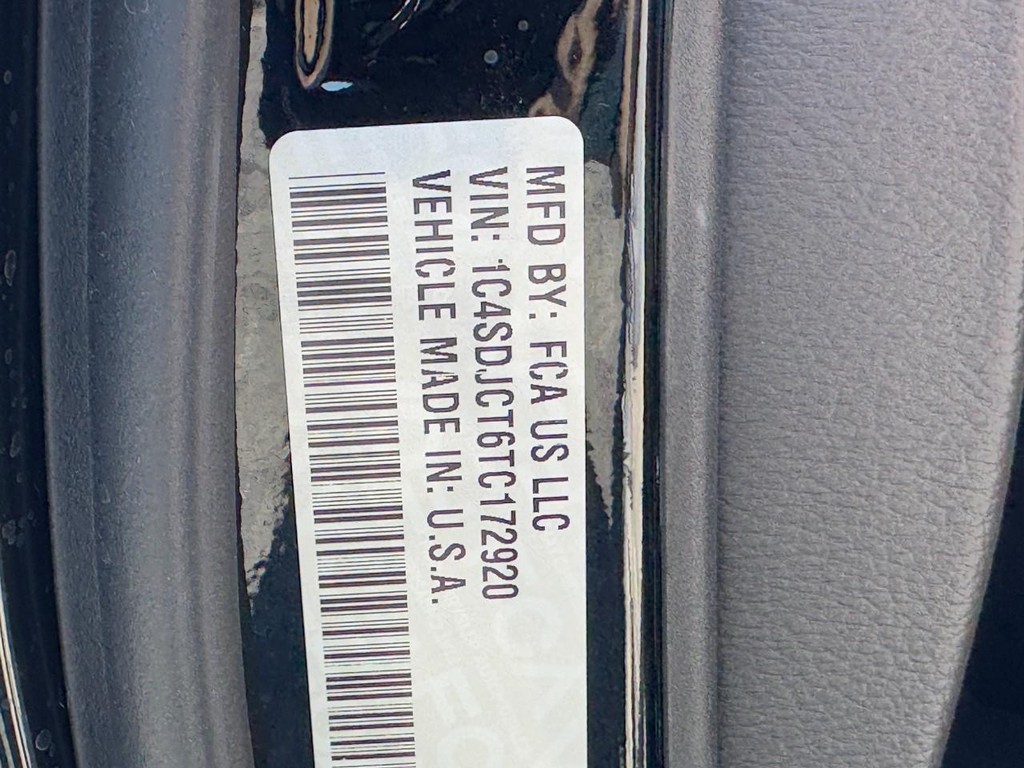 MFD BY: FCA US LLC
VIN: 1C4SDJCT6TC172920
VEHICLE MADE IN: U.S.A.